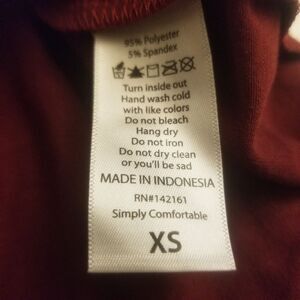 95% Polyester
5% Spandex
Turn inside out
Hand wash cold
with like colors
Do not bleach
Hang dry
Do not iron
Do not dry clean
or you'll be sad
MADE IN INDONESIA
RN#142161
Simply Comfortable
XS